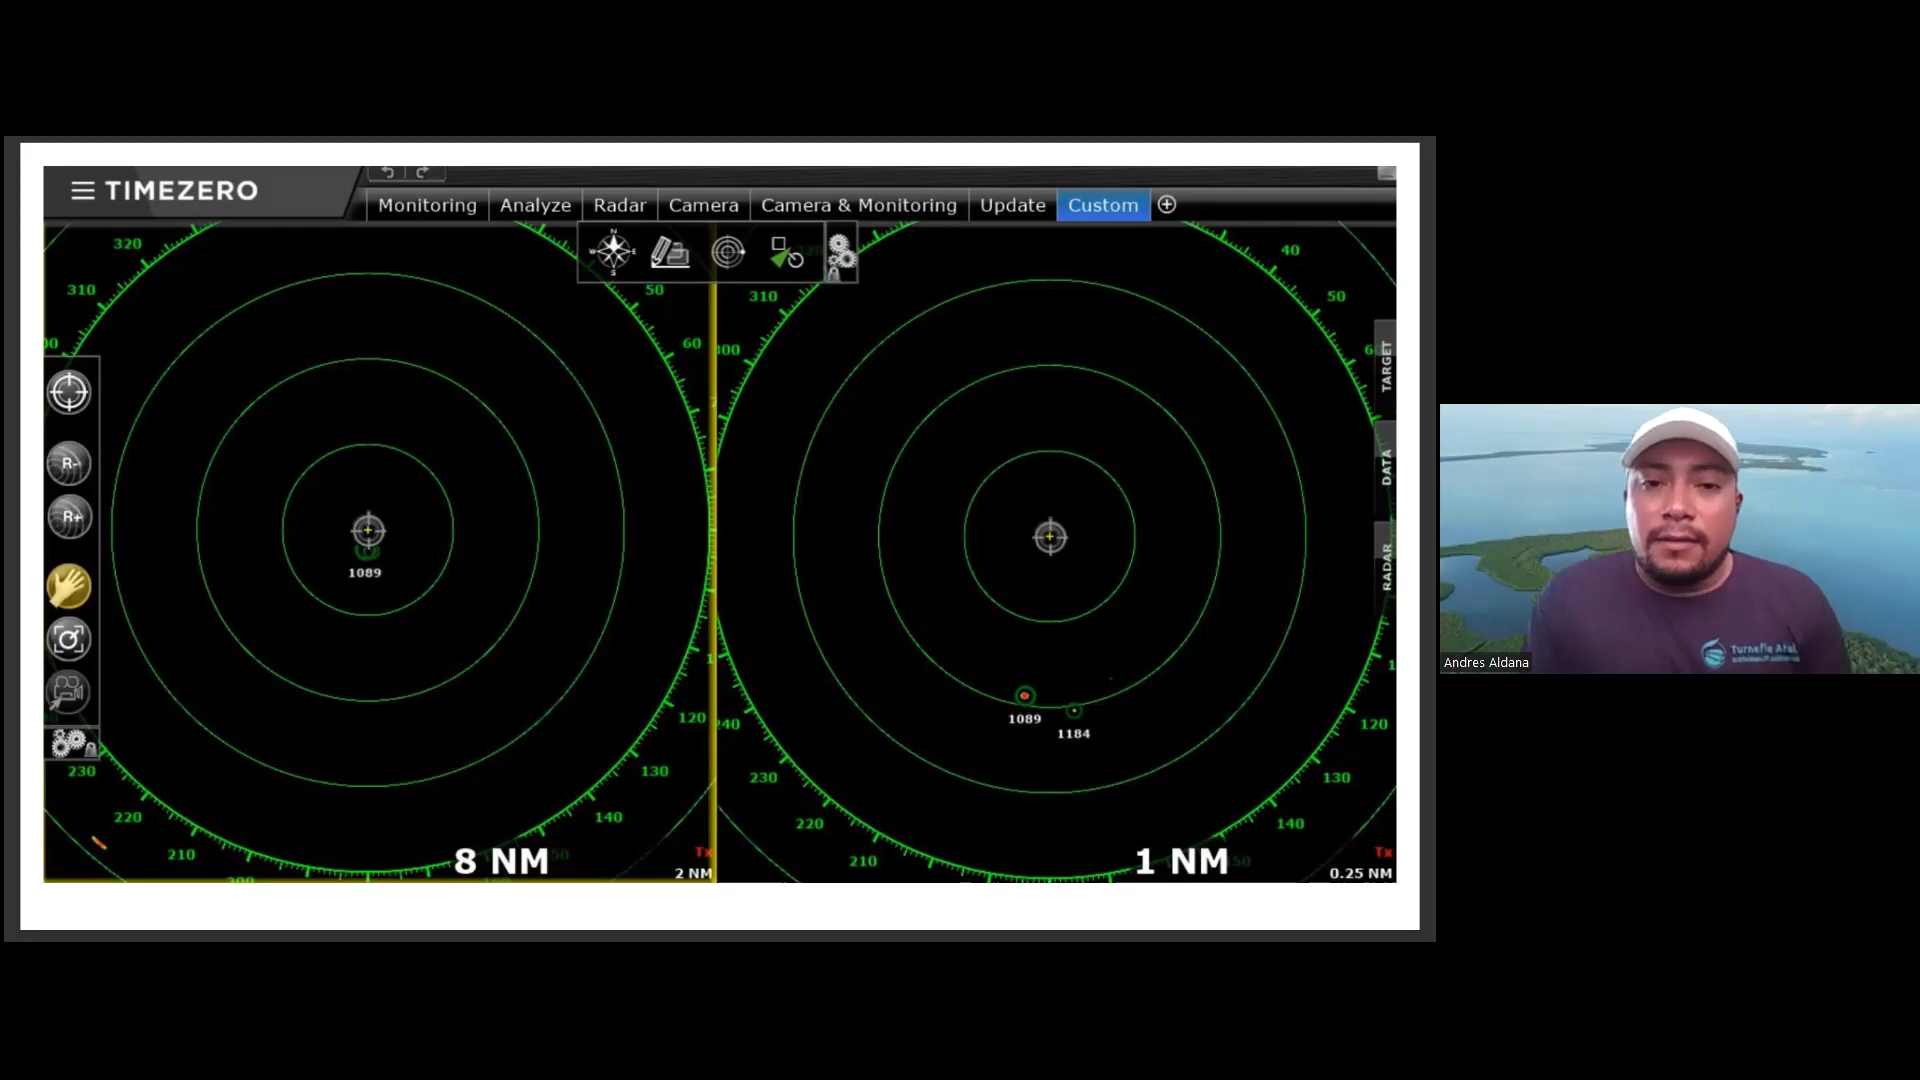 TIMEZERO
Monitoring Analyze Radar Camera Camera & Monitoring Update Custom
N
S
320
310
50
60
R-
R+
1089
120
130
140
230
220
210
8 NM
Tx
2 NM
40
310
50
300
TARGET
DATA
RADAR
1089
1184
240
120
230
130
220
140
210
1 NM
Tx
0.25 NM
Andres Aldana